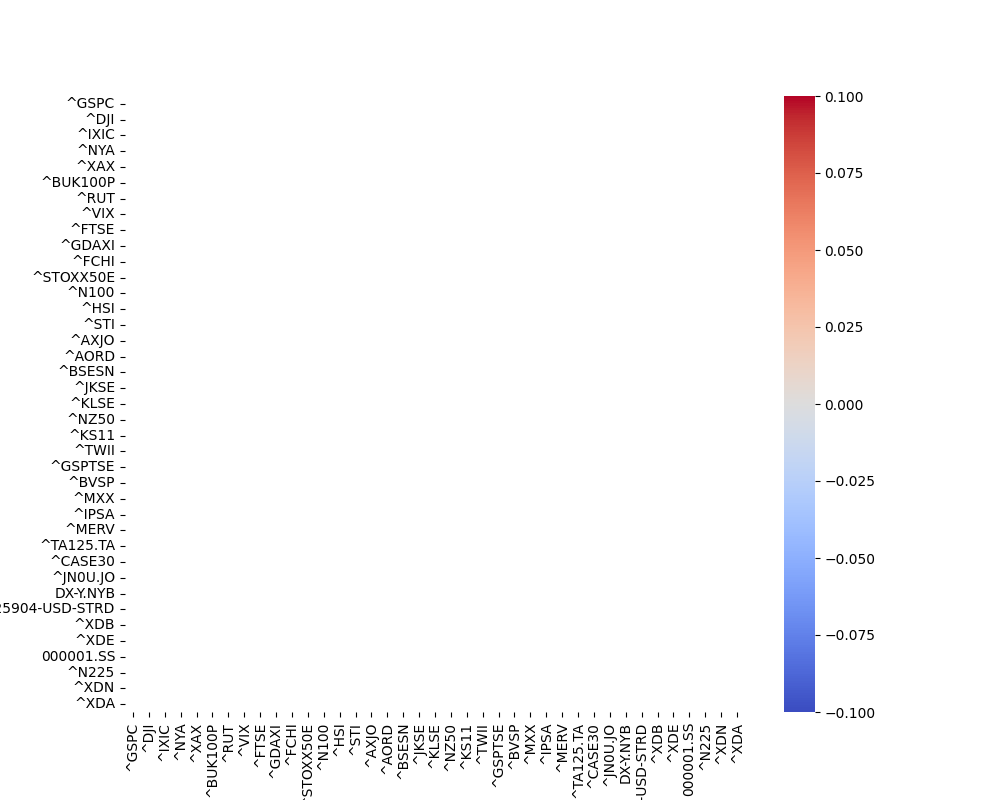 ^GSPC
^DJI
^IXIC
^NYA
^XAX
^BUK100P
^RUT
^VIX
^FTSE
^GDAXI
^FCHI
^STOXX50E
^N100
^HSI
^STI
^AXJO
^AORD
^BSESN
^JKSE
^KLSE
^NZ50
^KS11
^TWII
^GSPTSE
^BVSP
^MXX
^IPSA
^MERV
^TA125.TA
^CASE30
^JN0U.JO
DX-Y.NYB
25904-USD-STRD
^XDB
^XDE
000001.SS
^N225
^XDN
^XDA
^GSPC
^DJI
^IXIC
^NYA
^XAX
^BUK100P
^RUT
^VIX
^FTSE
^GDAXI
^FCHI
^STOXX50E
^N100
^HSI
^STI
^AXJO
^AORD
^BSESN
^JKSE
^KLSE
^NZ50
^KS11
^TWII
^GSPTSE
^BVSP
^MXX
^IPSA
^MERV
^TA125.TA
^CASE30
^JN0U.JO
DX-Y.NYB
-USD-STRD
^XDB
^XDE
000001.SS
^N225
^XDN
^XDA
0.100
0.075
0.050
0.025
0.000
−0.025
−0.050
−0.075
−0.100